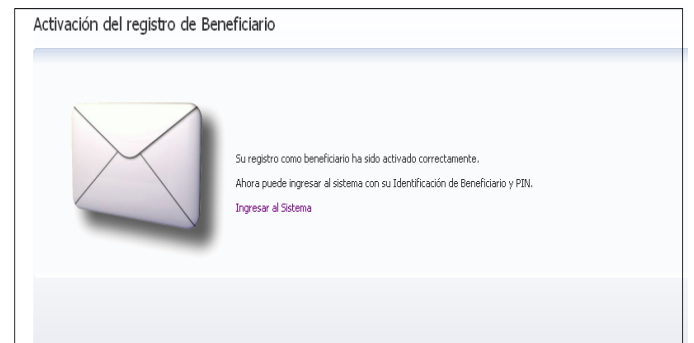 Activación del registro de Beneficiario
Su registro como beneficiario ha sido activado correctamente.
Ahora puede ingresar al sistema con su Identificación de Beneficiario y PIN.
Ingresar al Sistema